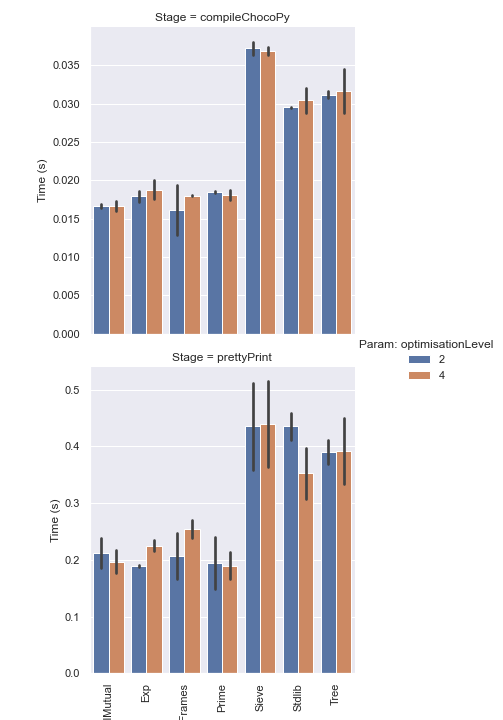 Stage = compileChocoPy
0.035
0.030
0.025
0.020
0.015
0.010
0.005
0.000
Time (s)
Param: optimisationLevel
2
4
Stage = prettyPrint
0.5
0.4
0.3
0.2
0.1
0.0
Time (s)
lMutual
Exp
Frames
Prime
Sieve
Stdlib
Tree